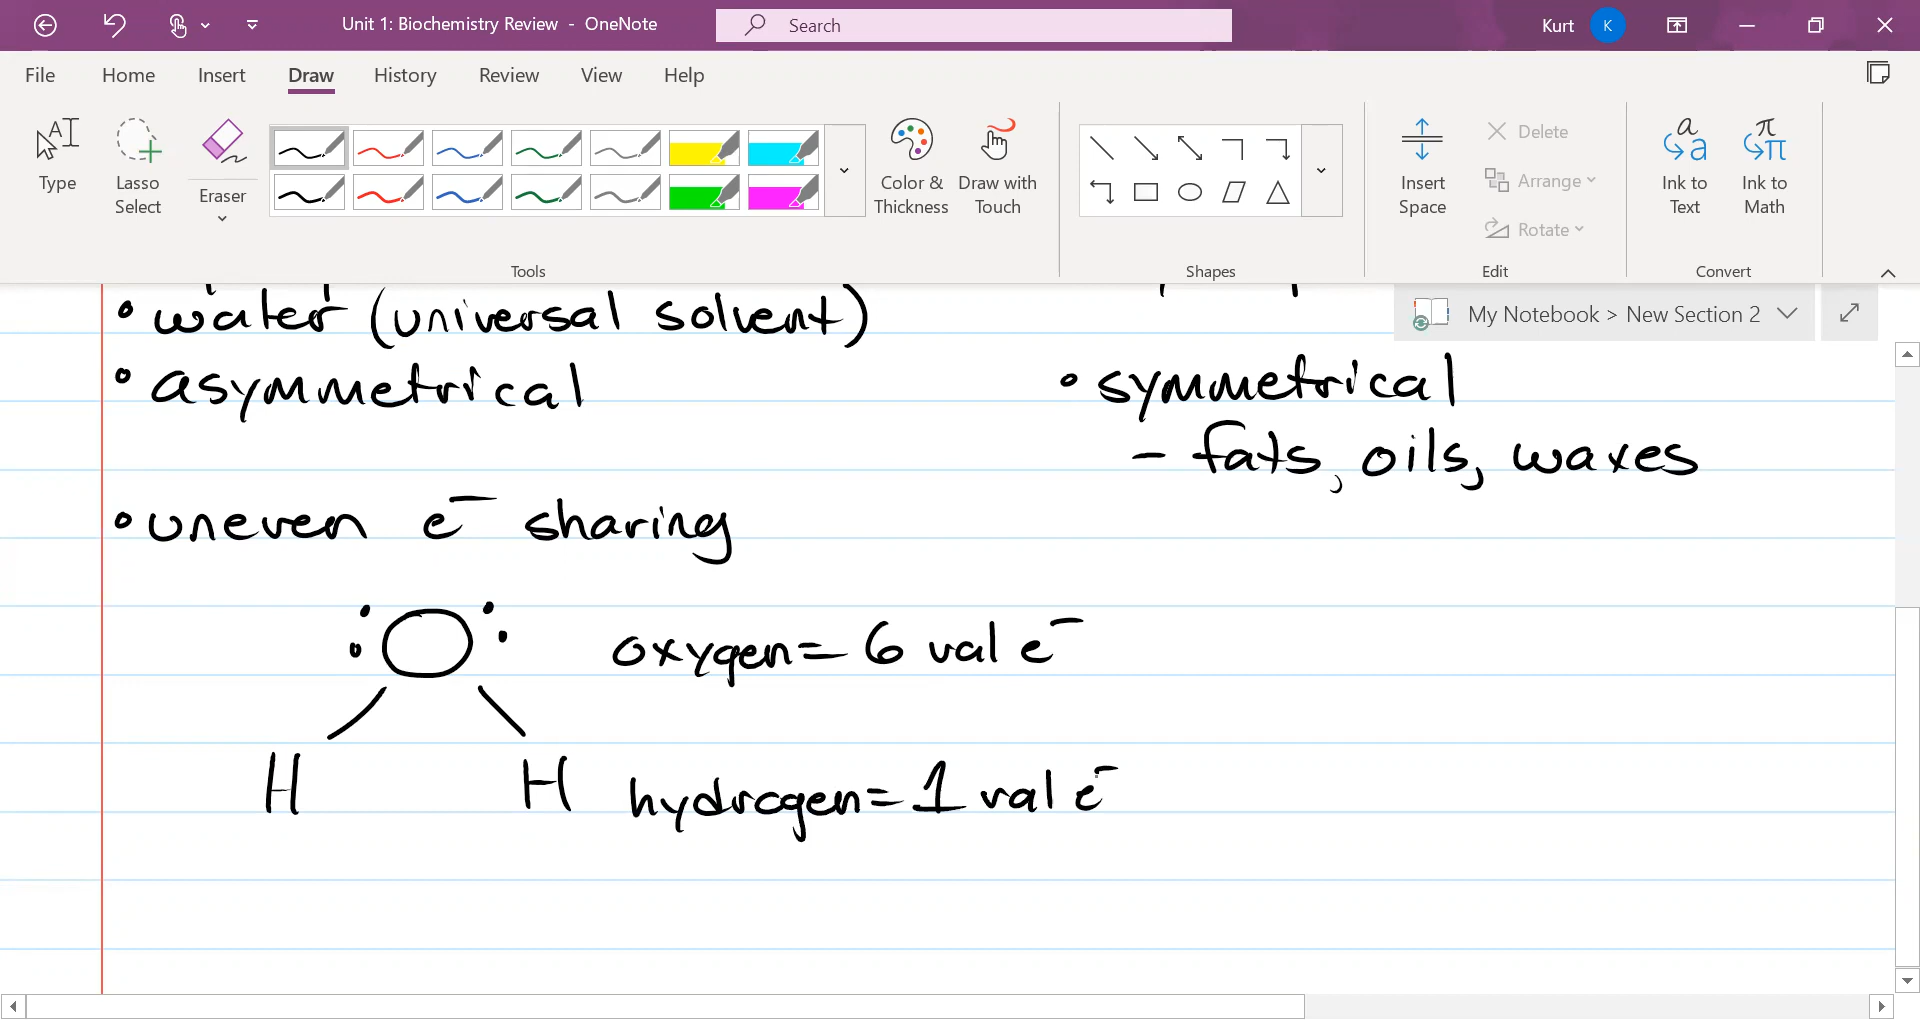 Unit 1: Biochemistry Review - OneNote
Search
Kurt
K
File Home Insert Draw History Review View Help
Type
Lasso Select
Eraser
Color & Thickness
Draw with Touch
Insert Space
Delete
Arrange
Rotate
Ink to Text
Ink to Math
Tools
Shapes
Edit
Convert
My Notebook > New Section 2
• water (universal solvent)
• asymmetrical
• symmetrical
- fats, oils, waxes
• uneven e⁻ sharing
O
oxygen = 6 val e⁻
H H
hydrogen = 1 val e⁻